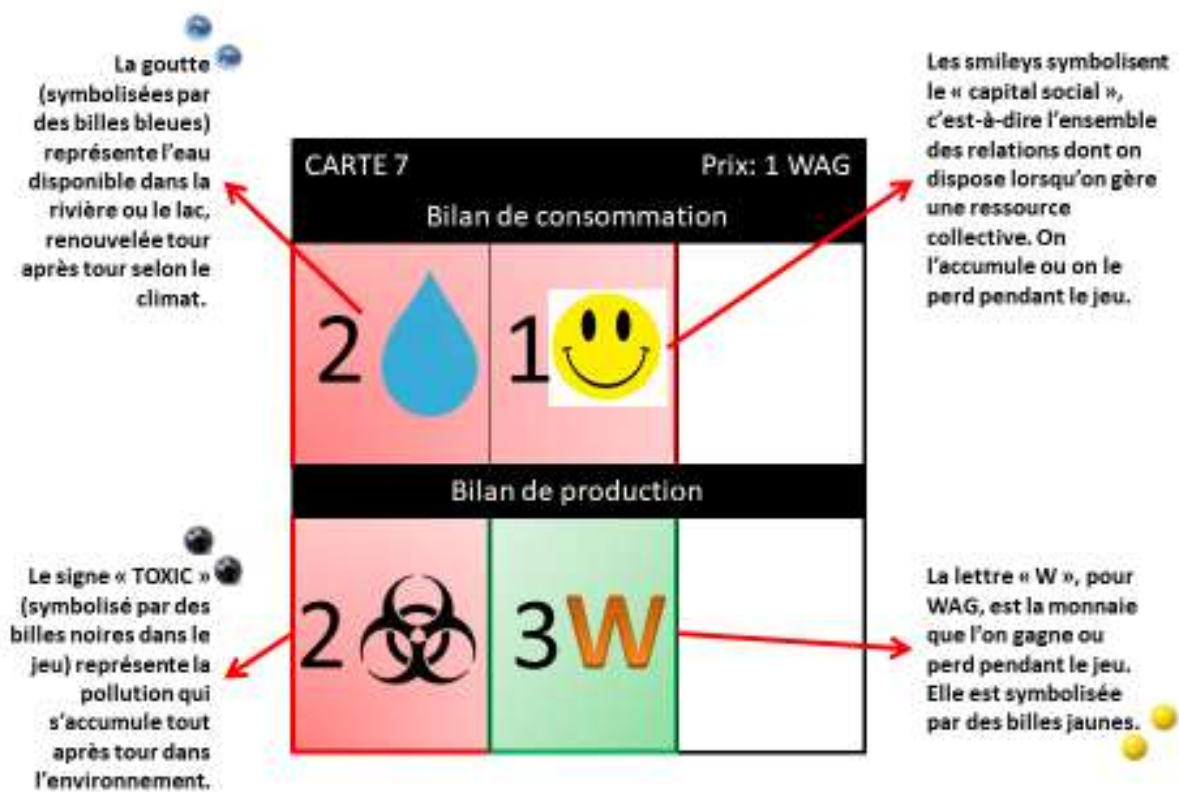 La goutte
(symbolisées par
des billes bleues)
représente l'eau
disponible dans la
rivière ou le lac,
renouvelée tour
après tour selon le
climat.
Les smileys symbolisent
le « capital social »,
c'est-à-dire l'ensemble
des relations dont on
dispose lorsqu'on gère
une ressource
collective. On
l'accumule ou on le
perd pendant le jeu.
CARTE 7 Prix: 1 WAG
Bilan de consommation
2 1
Bilan de production
2 3 W
Le signe « TOXIC »
(symbolisé par des
billes noires dans le
jeu) représente la
pollution qui
s'accumule tout
après tour dans
l'environnement.
La lettre « W », pour
WAG, est la monnaie
que l'on gagne ou
perd pendant le jeu.
Elle est symbolisée
par des billes jaunes.